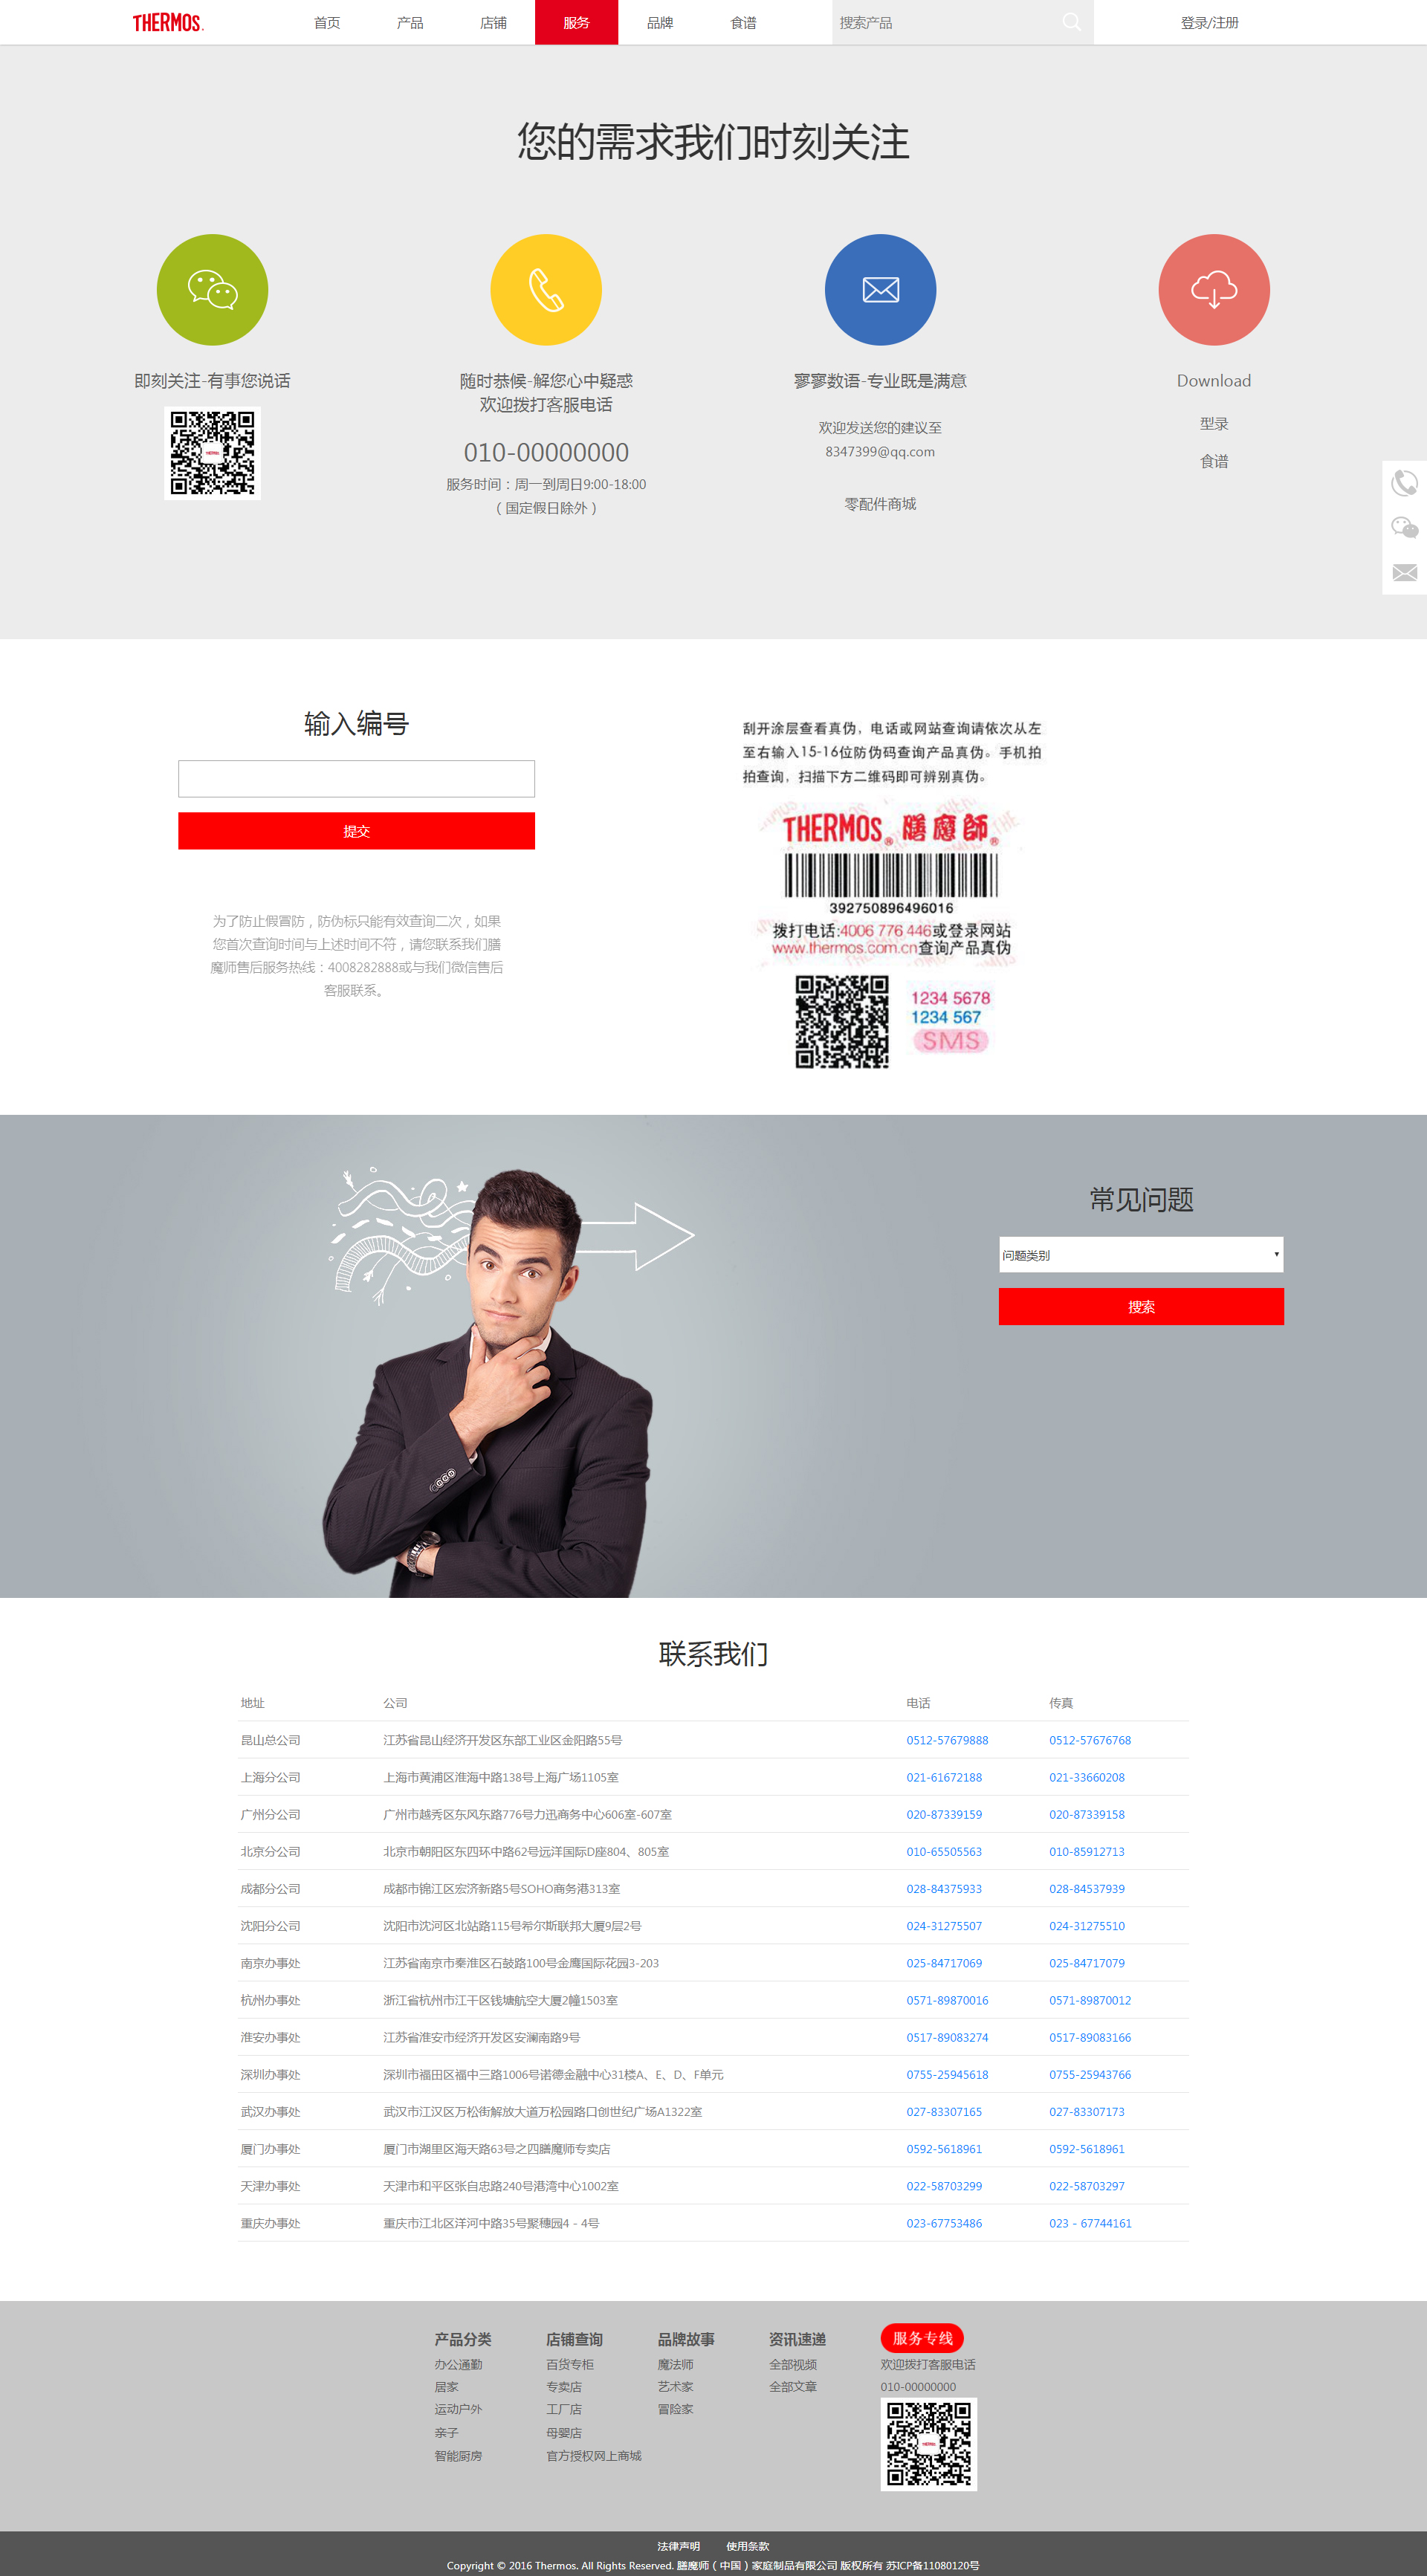 THERMOS.
首页 产品 店铺 服务 品牌 食谱 搜索产品 登录/注册
您的需求我们时刻关注
即刻关注-有事您说话
随时恭候-解您心中疑惑
欢迎拨打客服电话
010-00000000
服务时间：周一到周日9:00-18:00
（国定假日除外）
寥寥数语-专业既是满意
欢迎发送您的建议至
8347399@qq.com
零配件商城
Download
型录
食谱
输入编号
提交
为了防止假冒防，防伪标只能有效查询二次，如果
您首次查询时间与上述时间不符，请您联系我们膳
魔师售后服务热线：4008282888或与我们微信售后
客服联系。
刮开涂层查看真伪，电话或网站查询请依次从左
至右输入15-16位防伪码查询产品真伪。手机拍
拍查询，扫描下方二维码即可辨别真伪。
THERMOS® 膳魔師®
392750896496016
拨打电话:4006 776 446或登录网站
www.thermos.com.cn查询产品真伪
1234 5678
1234 567
SMS
常见问题
问题类别
搜索
联系我们
地址 公司 电话 传真
昆山总公司 江苏省昆山经济开发区东部工业区金阳路55号 0512-57679888 0512-57676768
上海分公司 上海市黄浦区淮海中路138号上海广场1105室 021-61672188 021-33660208
广州分公司 广州市越秀区东风东路776号力迅商务中心606室-607室 020-87339159 020-87339158
北京分公司 北京市朝阳区东四环中路62号远洋国际D座804、805室 010-65505563 010-85912713
成都分公司 成都市锦江区宏济新路5号SOHO商务港313室 028-84375933 028-84537939
沈阳分公司 沈阳市沈河区北站路115号希尔斯联邦大厦9层2号 024-31275507 024-31275510
南京办事处 江苏省南京市秦淮区石鼓路100号金鹰国际花园3-203 025-84717069 025-84717079
杭州办事处 浙江省杭州市江干区钱塘航空大厦2幢1503室 0571-89870016 0571-89870012
淮安办事处 江苏省淮安市经济开发区安澜南路9号 0517-89083274 0517-89083166
深圳办事处 深圳市福田区福中三路1006号诺德金融中心31楼A、E、D、F单元 0755-25945618 0755-25943766
武汉办事处 武汉市江汉区万松街解放大道万松园路口创世纪广场A1322室 027-83307165 027-83307173
厦门办事处 厦门市湖里区海天路63号之四膳魔师专卖店 0592-5618961 0592-5618961
天津办事处 天津市和平区张自忠路240号港湾中心1002室 022-58703299 022-58703297
重庆办事处 重庆市江北区洋河中路35号聚穗园4－4号 023-67753486 023－67744161
产品分类 店铺查询 品牌故事 资讯速递 服务专线
办公通勤 百货专柜 魔法师 全部视频 欢迎拨打客服电话
居家 专卖店 艺术家 全部文章 010-00000000
运动户外 工厂店 冒险家
亲子 母婴店
智能厨房 官方授权网上商城
法律声明 使用条款
Copyright © 2016 Thermos. All Rights Reserved. 膳魔师（中国）家庭制品有限公司 版权所有 苏ICP备11080120号